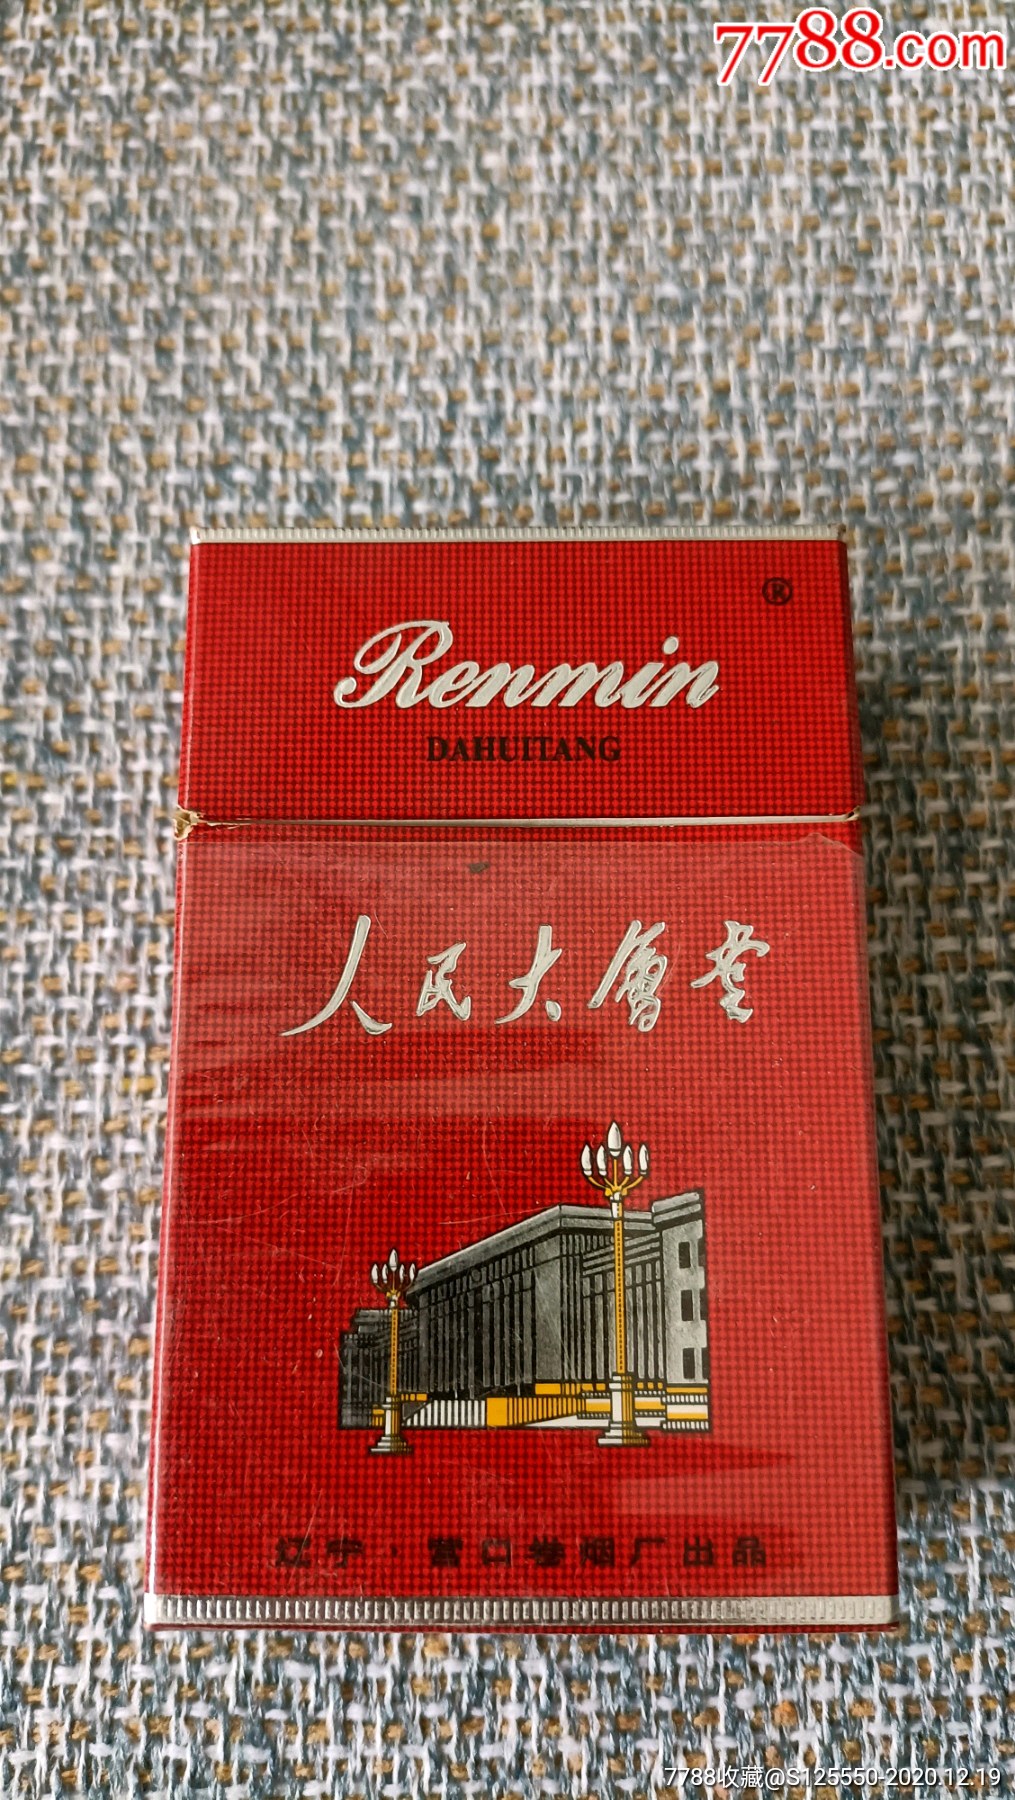 7788.com
®
Renmin
DAHUITANG
人民大會堂
辽宁·营口卷烟厂出品
7788收藏@S125550-2020.12.19